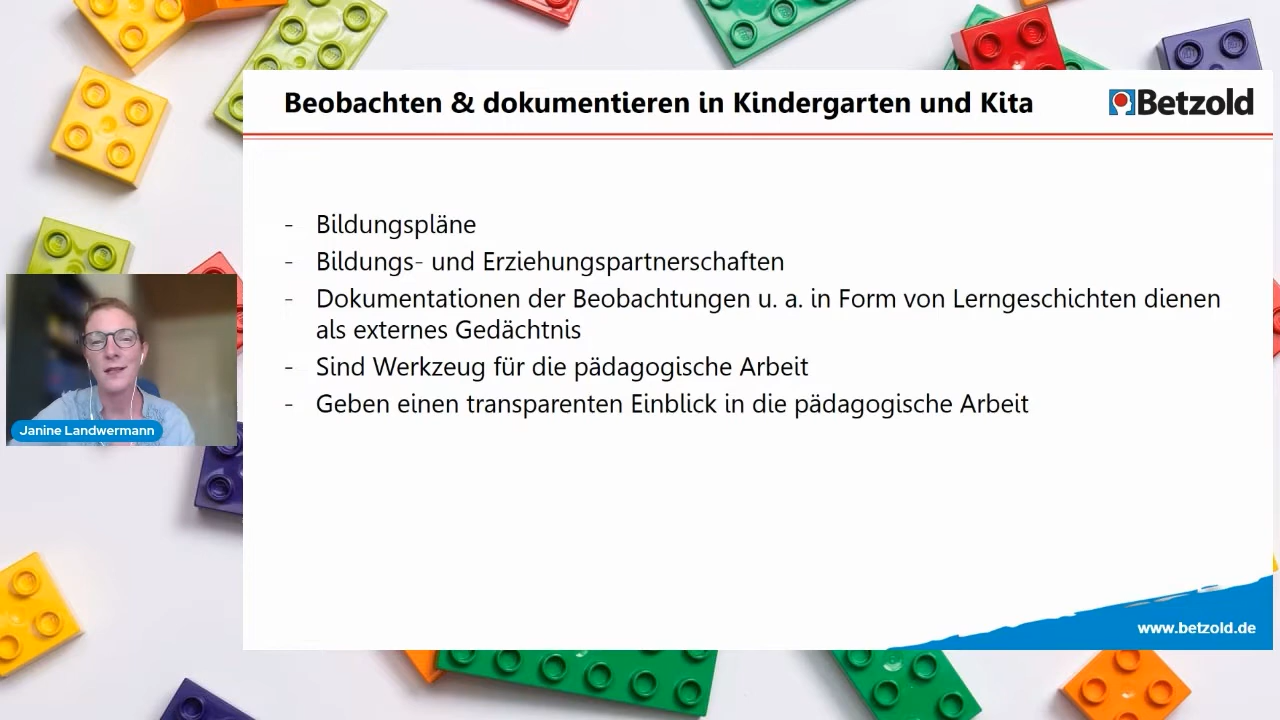 Beobachten & dokumentieren in Kindergarten und Kita
Betzold
- Bildungspläne
- Bildungs- und Erziehungspartnerschaften
- Dokumentationen der Beobachtungen u. a. in Form von Lerngeschichten dienen
als externes Gedächtnis
- Sind Werkzeug für die pädagogische Arbeit
- Geben einen transparenten Einblick in die pädagogische Arbeit
Janine Landwermann
www.betzold.de